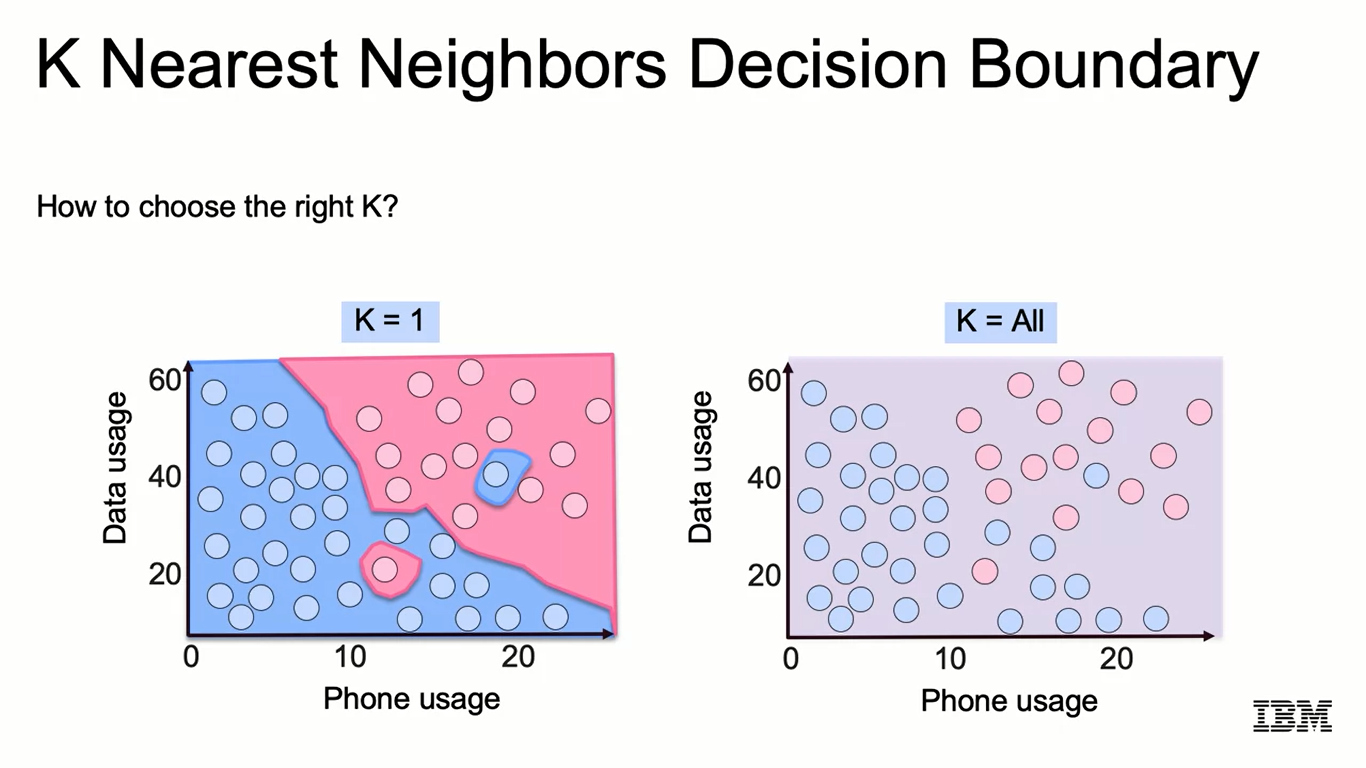 K Nearest Neighbors Decision Boundary
How to choose the right K?
K = 1
60
40
20
Data usage
0 10 20
Phone usage
K = All
60
40
20
Data usage
0 10 20
Phone usage
IBM